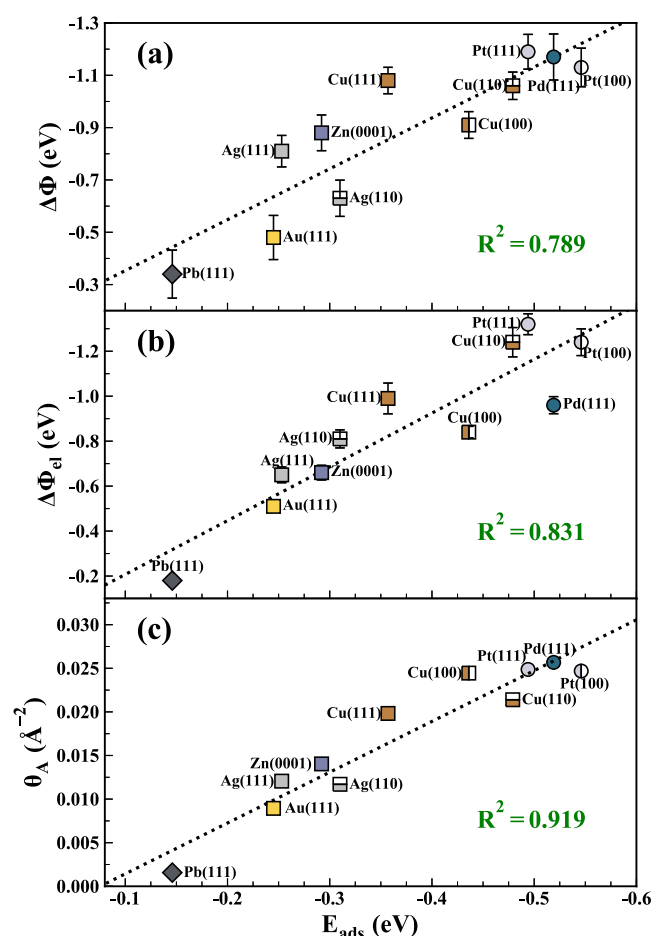 (a)
-1.3
-1.1
-0.9
-0.7
-0.5
-0.3
ΔΦ (eV)
Pt(111)
Cu(111)
Cu(110)
Pd(111)
Pt(100)
Zn(0001)
Cu(100)
Ag(111)
Ag(110)
Au(111)
Pb(111)
R² = 0.789
(b)
-1.2
-1.0
-0.8
-0.6
-0.4
-0.2
ΔΦel (eV)
Pt(111)
Cu(110)
Pt(100)
Cu(111)
Pd(111)
Cu(100)
Ag(110)
Ag(111)
Zn(0001)
Au(111)
Pb(111)
R² = 0.831
(c)
0.030
0.025
0.020
0.015
0.010
0.005
0.000
θA (Å⁻²)
Pt(111)
Pd(111)
Cu(100)
Pt(100)
Cu(110)
Cu(111)
Zn(0001)
Ag(111)
Ag(110)
Au(111)
Pb(111)
R² = 0.919
-0.1 -0.2 -0.3 -0.4 -0.5 -0.6
Eads (eV)